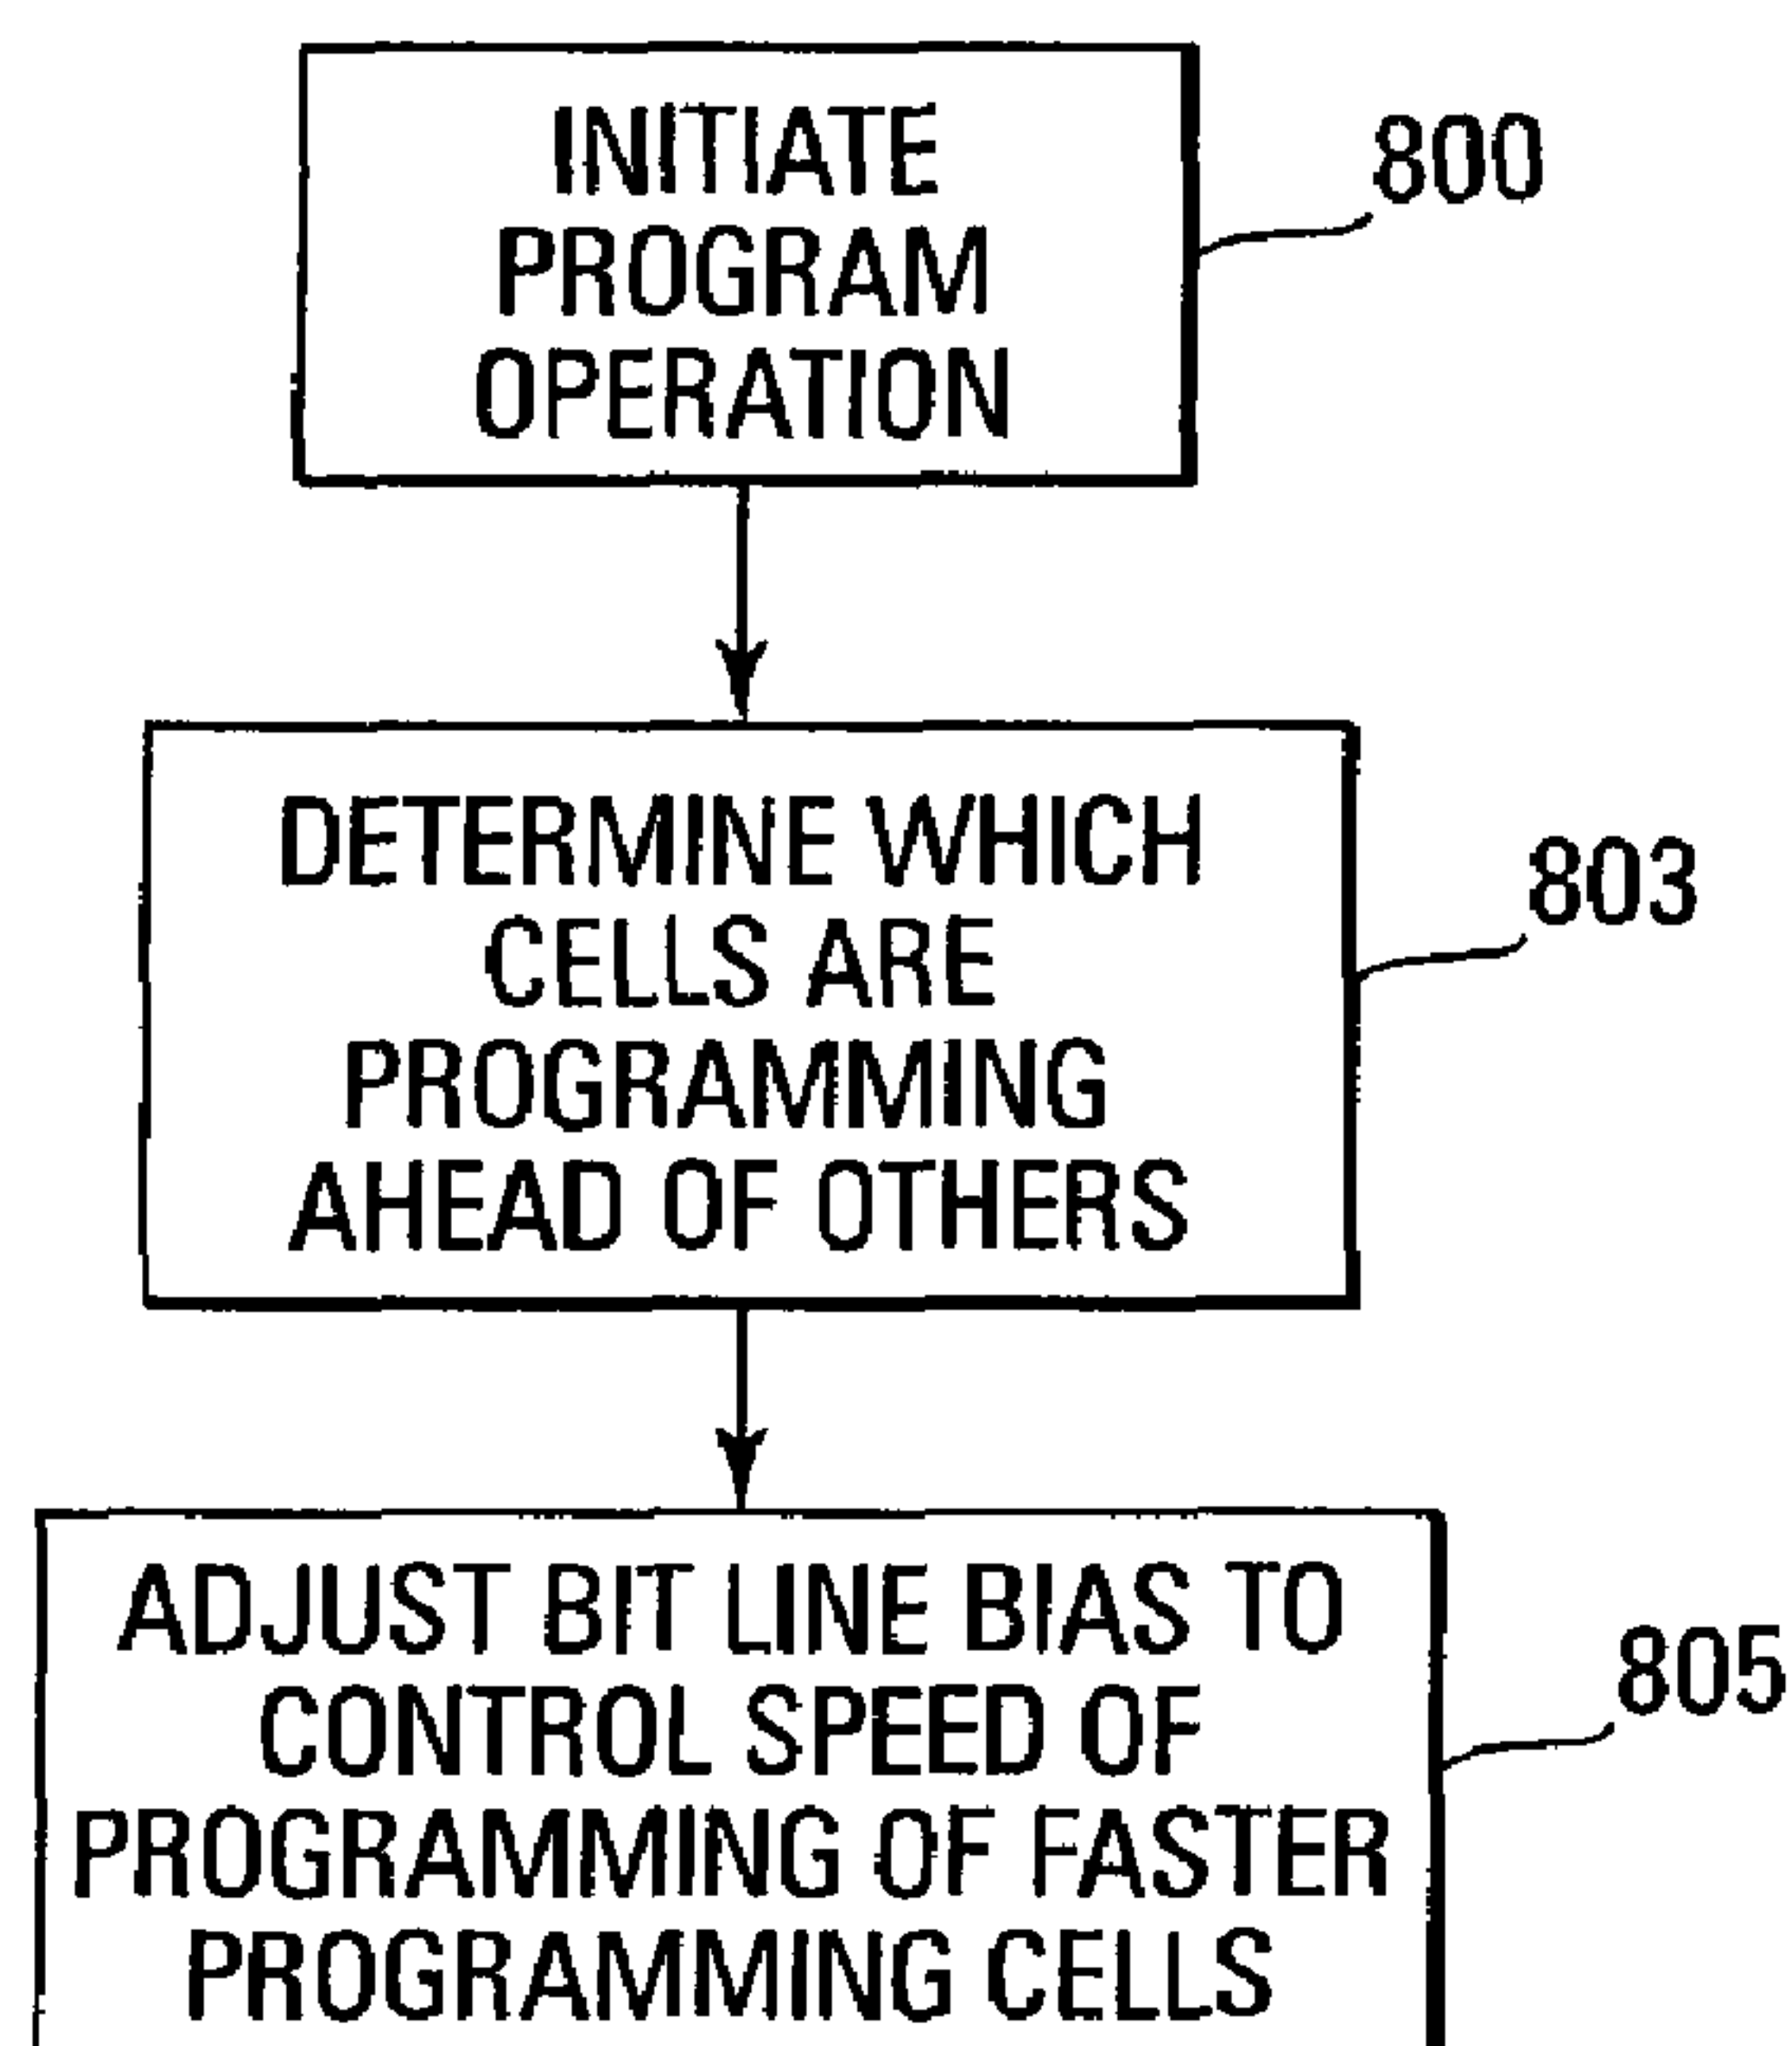 INITIATE
PROGRAM
OPERATION
800
DETERMINE WHICH
CELLS ARE
PROGRAMMING
AHEAD OF OTHERS
803
ADJUST BIT LINE BIAS TO
CONTROL SPEED OF
PROGRAMMING OF FASTER
PROGRAMMING CELLS
805